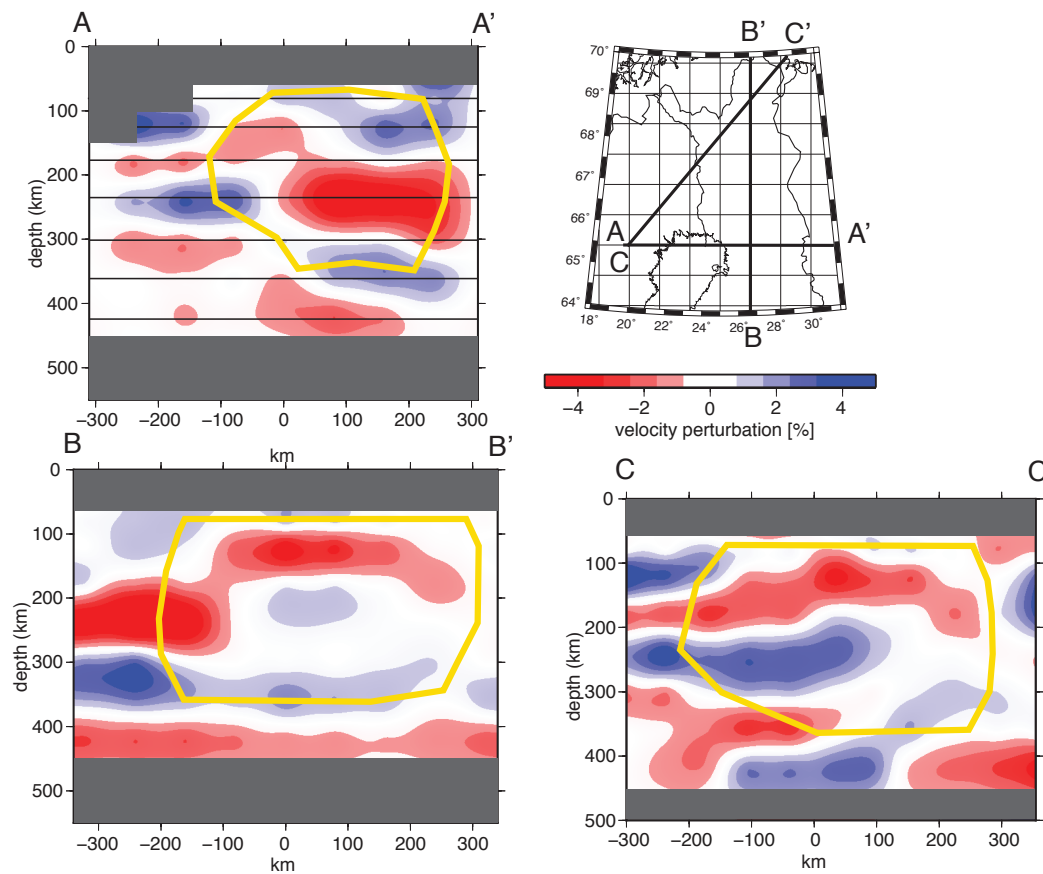 A A'
0
100
200
300
400
500
depth (km)
−300 −200 −100 0 100 200 300
km
B' C'
70˚
69˚
68˚
67˚
66˚
65˚
64˚
A A'
C
18˚ 20˚ 22˚ 24˚ 26˚ 28˚ 30˚
B
−4 −2 0 2 4
velocity perturbation [%]
B B'
0
100
200
300
400
500
depth (km)
−300 −200 −100 0 100 200 300
km
C C
0
100
200
300
400
500
depth (km)
−300 −200 −100 0 100 200 300
km